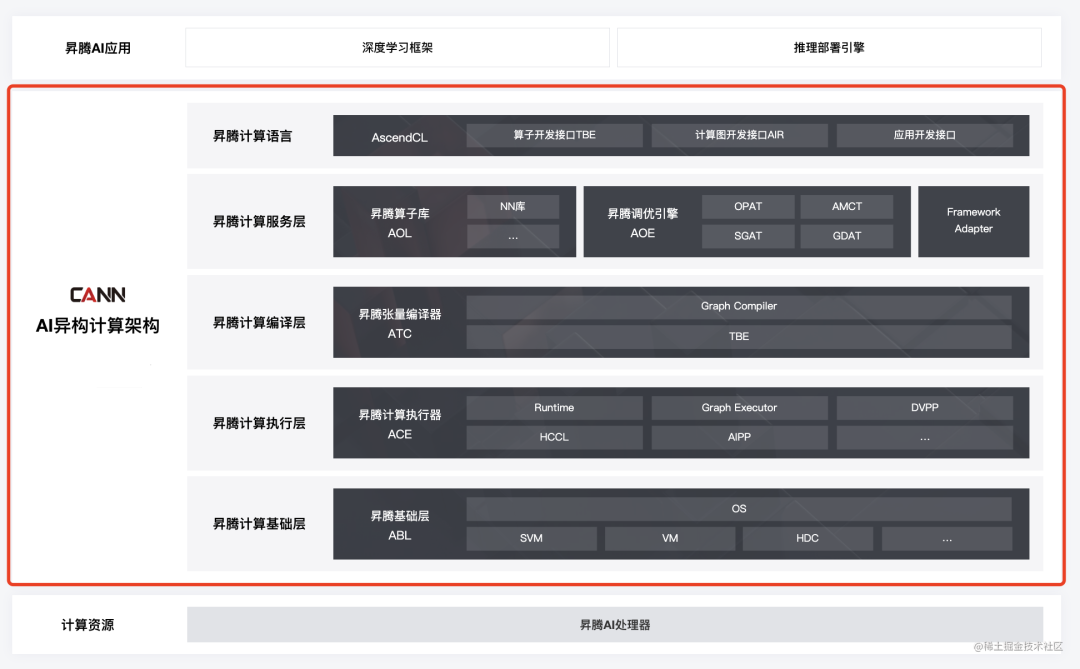 昇腾AI应用
深度学习框架
推理部署引擎
CANN
AI异构计算架构
昇腾计算语言
AscendCL
算子开发接口TBE
计算图开发接口AIR
应用开发接口
昇腾计算服务层
昇腾算子库
AOL
NN库
...
昇腾调优引擎
AOE
OPAT
AMCT
SGAT
GDAT
Framework
Adapter
昇腾计算编译层
昇腾张量编译器
ATC
Graph Compiler
TBE
昇腾计算执行层
昇腾计算执行器
ACE
Runtime
Graph Executor
DVPP
HCCL
AIPP
...
昇腾计算基础层
昇腾基础层
ABL
OS
SVM
VM
HDC
...
计算资源
昇腾AI处理器
@稀土掘金技术社区